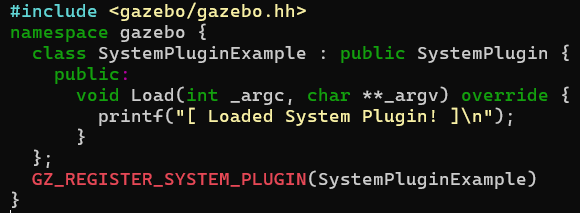 #include <gazebo/gazebo.hh>
namespace gazebo {
  class SystemPluginExample : public SystemPlugin {
    public:
      void Load(int _argc, char **_argv) override {
        printf("[ Loaded System Plugin! ]\n");
      }
  };
  GZ_REGISTER_SYSTEM_PLUGIN(SystemPluginExample)
}